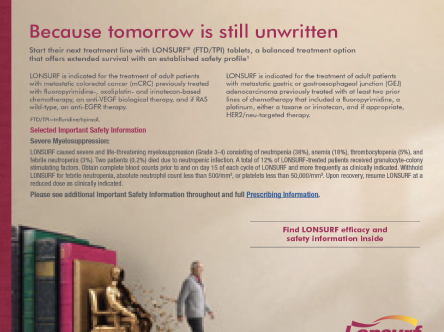 Because tomorrow is still unwritten
Start their next treatment line with LONSURF® (FTD/TPI) tablets, a balanced treatment option
that offers extended survival with an established safety profile¹
LONSURF is indicated for the treatment of adult patients
with metastatic colorectal cancer (mCRC) previously treated
with fluoropyrimidine-, oxaliplatin- and irinotecan-based
chemotherapy, an anti-VEGF biological therapy, and if RAS
wild-type, an anti-EGFR therapy.
FTD/TPI=trifluridine/tipiracil.
LONSURF is indicated for the treatment of adult patients
with metastatic gastric or gastroesophageal junction (GEJ)
adenocarcinoma previously treated with at least two prior
lines of chemotherapy that included a fluoropyrimidine, a
platinum, either a taxane or irinotecan, and if appropriate,
HER2/neu-targeted therapy.
Selected Important Safety Information
Severe Myelosuppression:
LONSURF caused severe and life-threatening myelosuppression (Grade 3-4) consisting of neutropenia (38%), anemia (18%), thrombocytopenia (5%), and
febrile neutropenia (3%). Two patients (0.2%) died due to neutropenic infection. A total of 12% of LONSURF-treated patients received granulocyte-colony
stimulating factors. Obtain complete blood counts prior to and on day 15 of each cycle of LONSURF and more frequently as clinically indicated. Withhold
LONSURF for febrile neutropenia, absolute neutrophil count less than 500/mm³, or platelets less than 50,000/mm³. Upon recovery, resume LONSURF at a
reduced dose as clinically indicated.
Please see additional Important Safety Information throughout and full Prescribing Information.
Find LONSURF efficacy and
safety information inside
Lonsurf